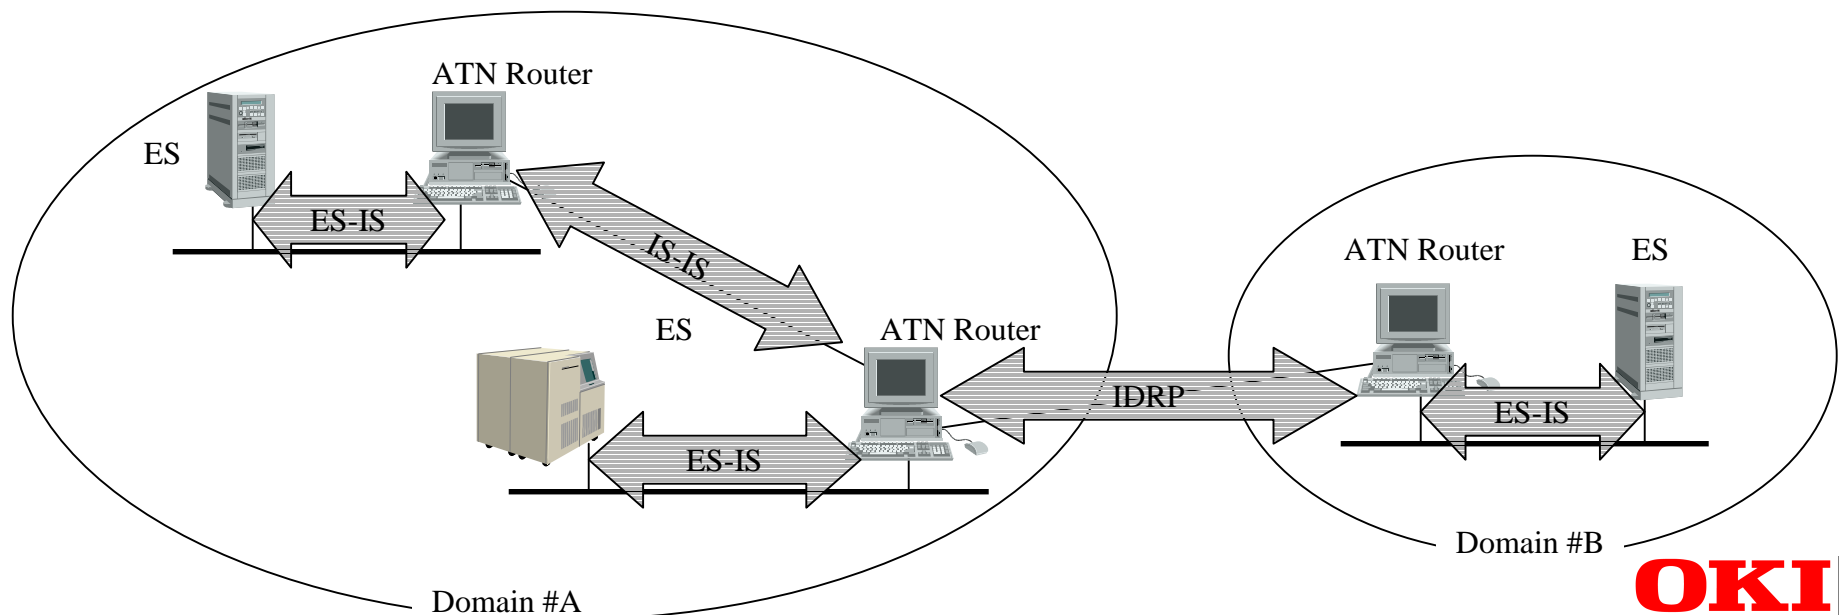 ATN Router
ES
ES-IS
IS-IS
ES
ATN Router
ES-IS
IDRP
ATN Router
ES
ES-IS
Domain #B
Domain #A
OKI